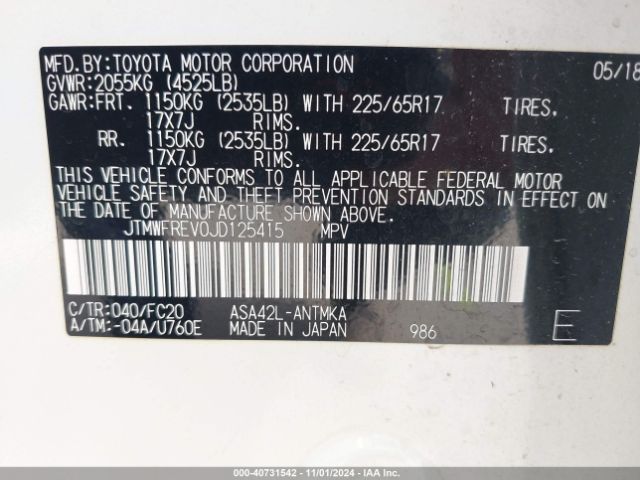 MFD.BY:TOYOTA MOTOR CORPORATION 05/18
GVWR:2055KG (4525LB)
GAWR:FRT. 1150KG (2535LB) WITH 225/65R17 TIRES.
17X7J RIMS.
RR. 1150KG (2535LB) WITH 225/65R17 TIRES.
17X7J RIMS.
THIS VEHICLE CONFORMS TO ALL APPLICABLE FEDERAL MOTOR
VEHICLE SAFETY AND THEFT PREVENTION STANDARDS IN EFFECT ON
THE DATE OF MANUFACTURE SHOWN ABOVE.
JTMWFREV0JD125415 MPV
C/TR:040/FC20 ASA42L-ANTMKA
A/TM:-04A/U760E MADE IN JAPAN 986 E
000-40731542 - 11/01/2024 - IAA Inc.